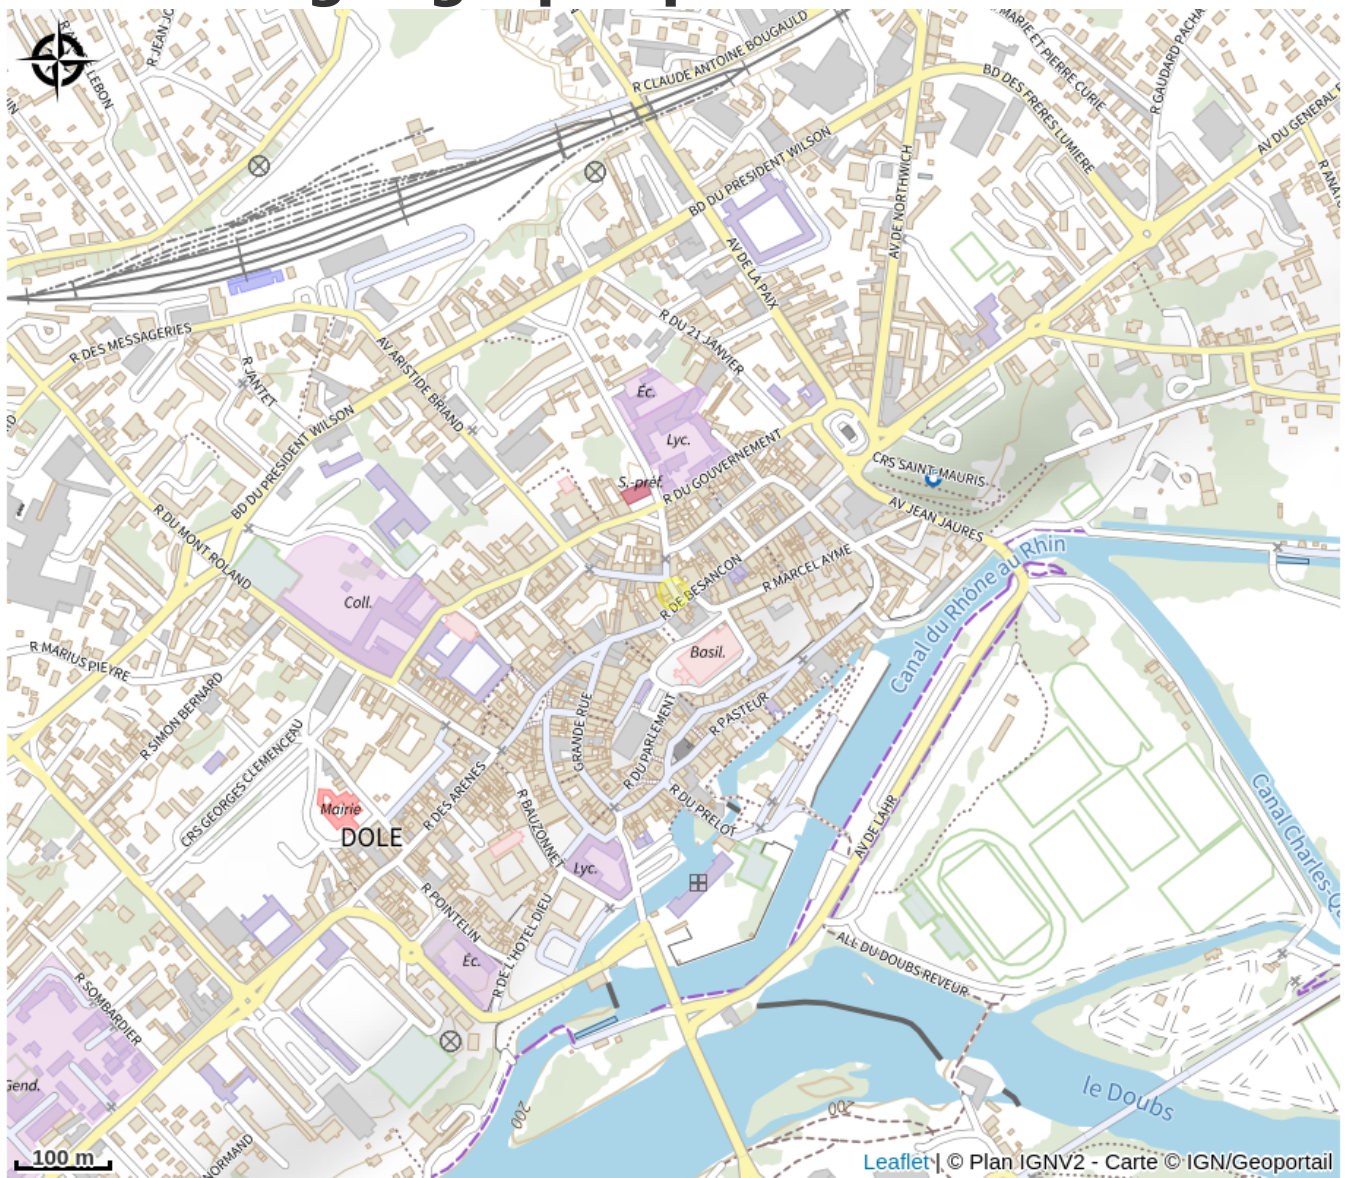 R CLAUDE ANTOINE BOUGAULD
BD DES FRERES LUMIERE
MARIE ET PIERRE CURIE
R GAUDARD PACHA
AV DU GENERAL
R JEAN JC
LEBON
BD DU PRESIDENT WILSON
AV DE NORTHWICH
AV DE LA PAIX
R DU 21 JANVIER
R DES MESSAGERIES
R JANTET
AV ARISTIDE BRIAND
BD DU PRESIDENT WILSON
Éc.
Lyc.
S.-préf.
R DU GOUVERNEMENT
CRS SAINT-MAURIS
AV JEAN JAURES
R DU MONT ROLAND
Coll.
R DE BESANCON
R MARCEL AYME
Canal du Rhône au Rhin
Basil.
R MARIUS PIEYRE
R SIMON BERNARD
CRS GEORGES CLEMENCEAU
GRANDE RUE
R DU PARLEMENT
R PASTEUR
R DU PRELOT
R DES ARENES
R BAUZONNET
Mairie
DOLE
AV DE LAHR
Canal Charles-Qu
Lyc.
R POINTELIN
R DE L'HOTEL-DIEU
Éc.
ALL DU DOUBS REVEUR
R SOMBARDIER
Gend.
200
200
le Doubs
NORMAND
100 m
Leaflet | © Plan IGNV2 - Carte © IGN/Geoportail